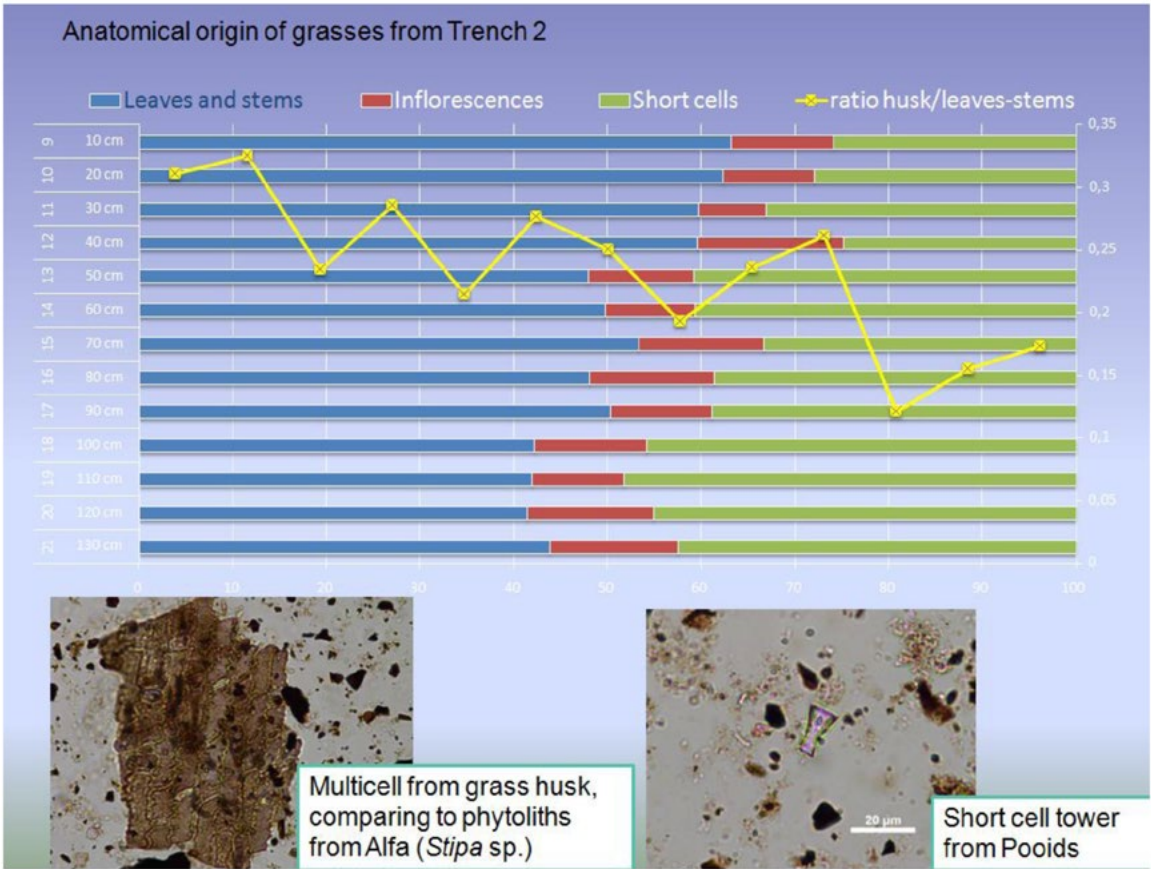 Anatomical origin of grasses from Trench 2
Leaves and stems Inflorescences Short cells ratio husk/leaves-stems
9 10 cm 0,35
10 20 cm 0,3
11 30 cm
12 40 cm 0,25
13 50 cm
14 60 cm 0,2
15 70 cm
16 80 cm 0,15
17 90 cm
18 100 cm 0,1
19 110 cm
20 120 cm 0,05
21 130 cm
0
0 10 20 30 40 50 60 70 80 90 100
Multicell from grass husk,
comparing to phytoliths
from Alfa (Stipa sp.)
20 µm
Short cell tower
from Pooids